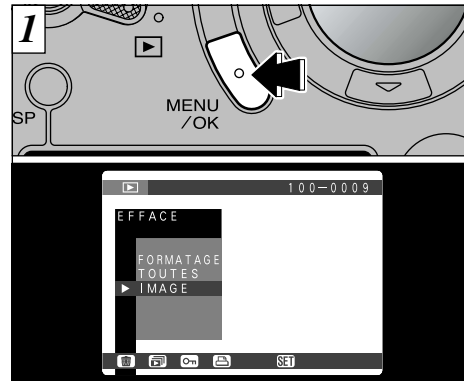 1
SP
MENU
/OK
100-0009
EFFACE
FORMATAGE
TOUTES
IMAGE
SET